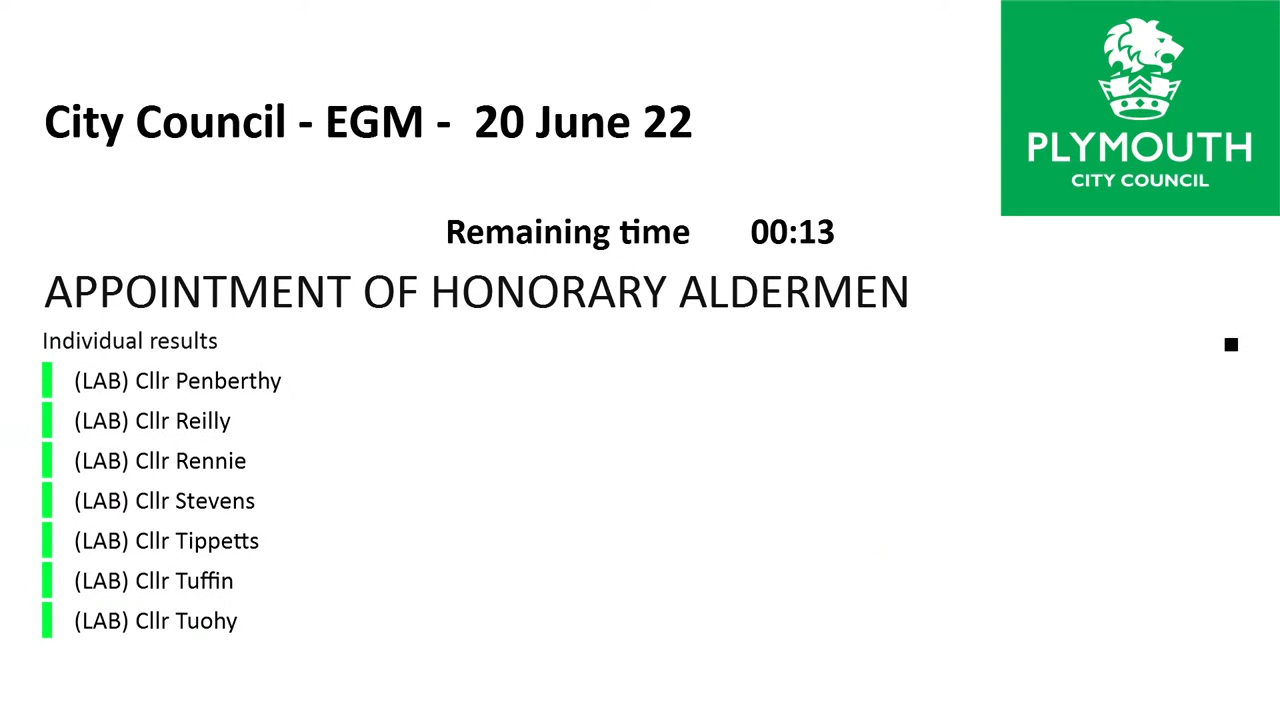 City Council - EGM - 20 June 22
PLYMOUTH
CITY COUNCIL
Remaining time 00:13
APPOINTMENT OF HONORARY ALDERMEN
Individual results
(LAB) Cllr Penberthy
(LAB) Cllr Reilly
(LAB) Cllr Rennie
(LAB) Cllr Stevens
(LAB) Cllr Tippetts
(LAB) Cllr Tuffin
(LAB) Cllr Tuohy